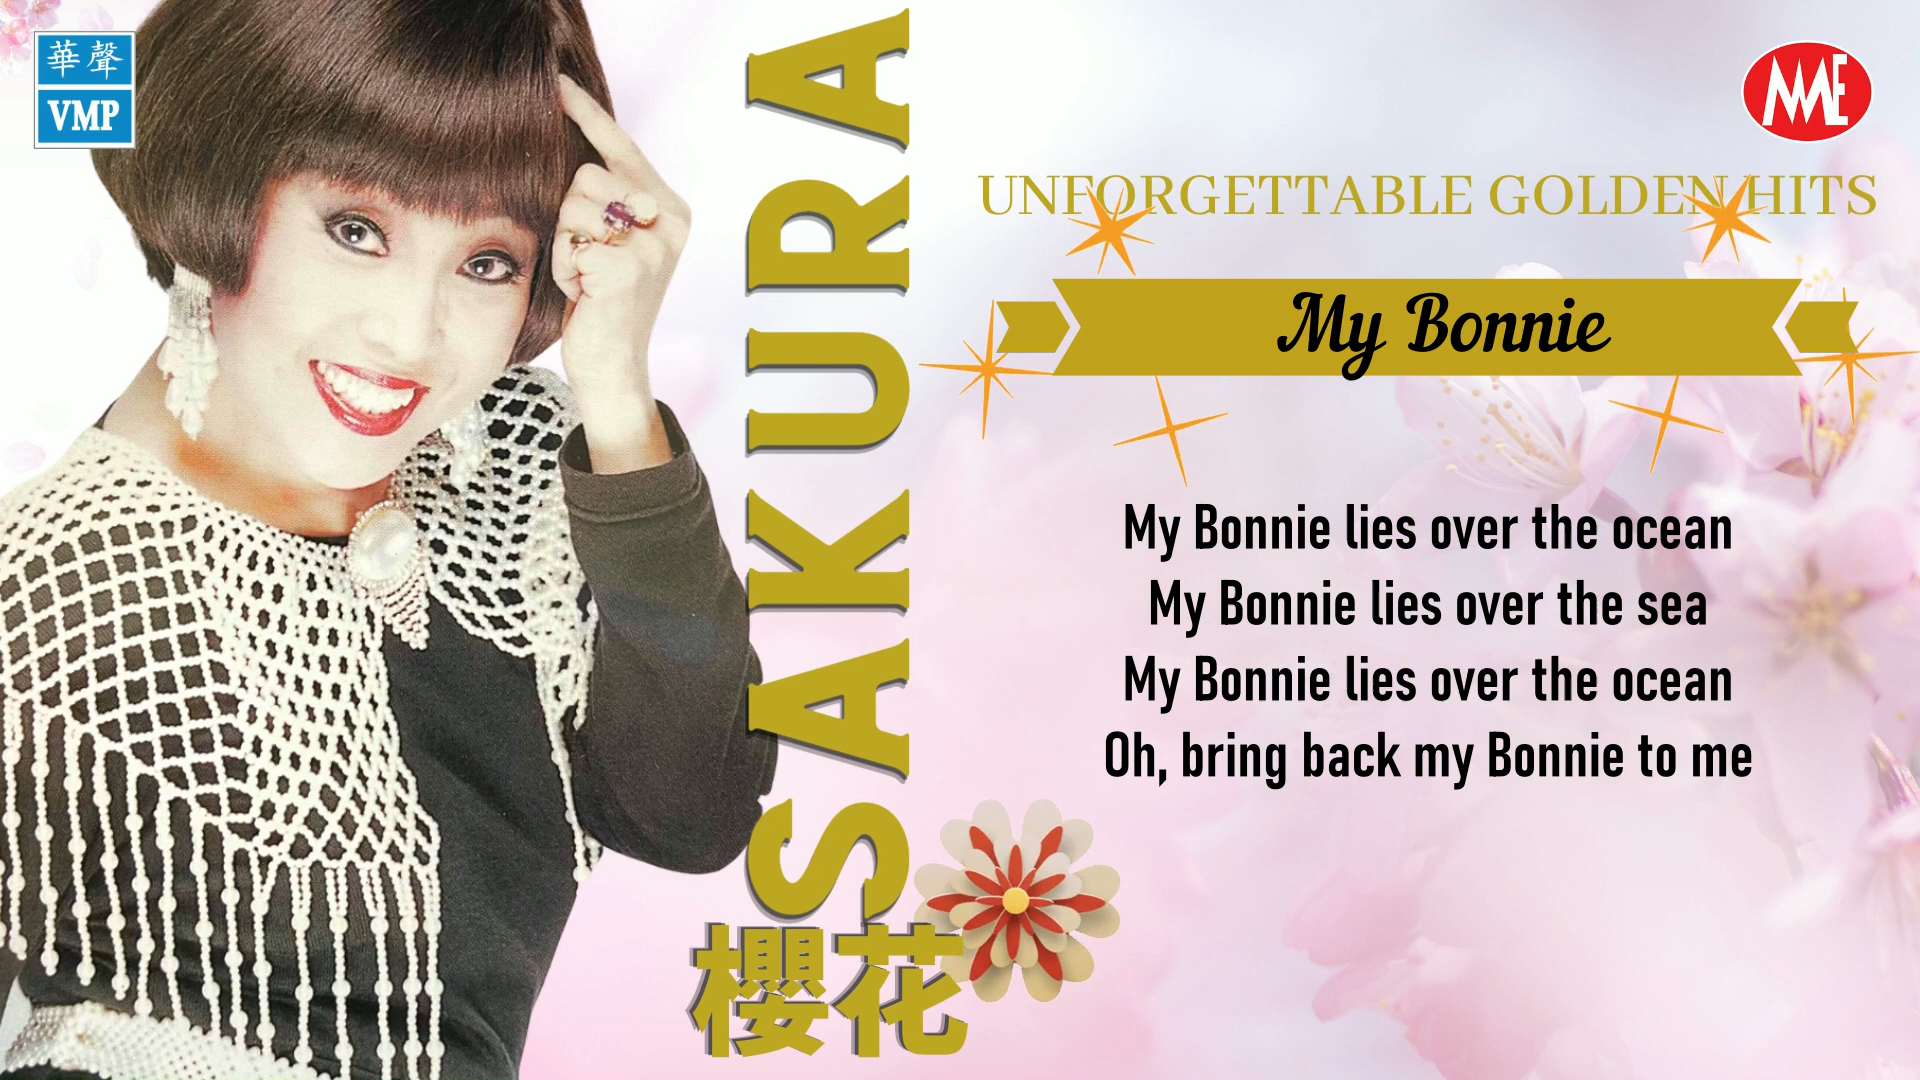 華聲
VMP
SAKURA
櫻花
MME
UNFORGETTABLE GOLDEN HITS
My Bonnie
My Bonnie lies over the ocean
My Bonnie lies over the sea
My Bonnie lies over the ocean
Oh, bring back my Bonnie to me